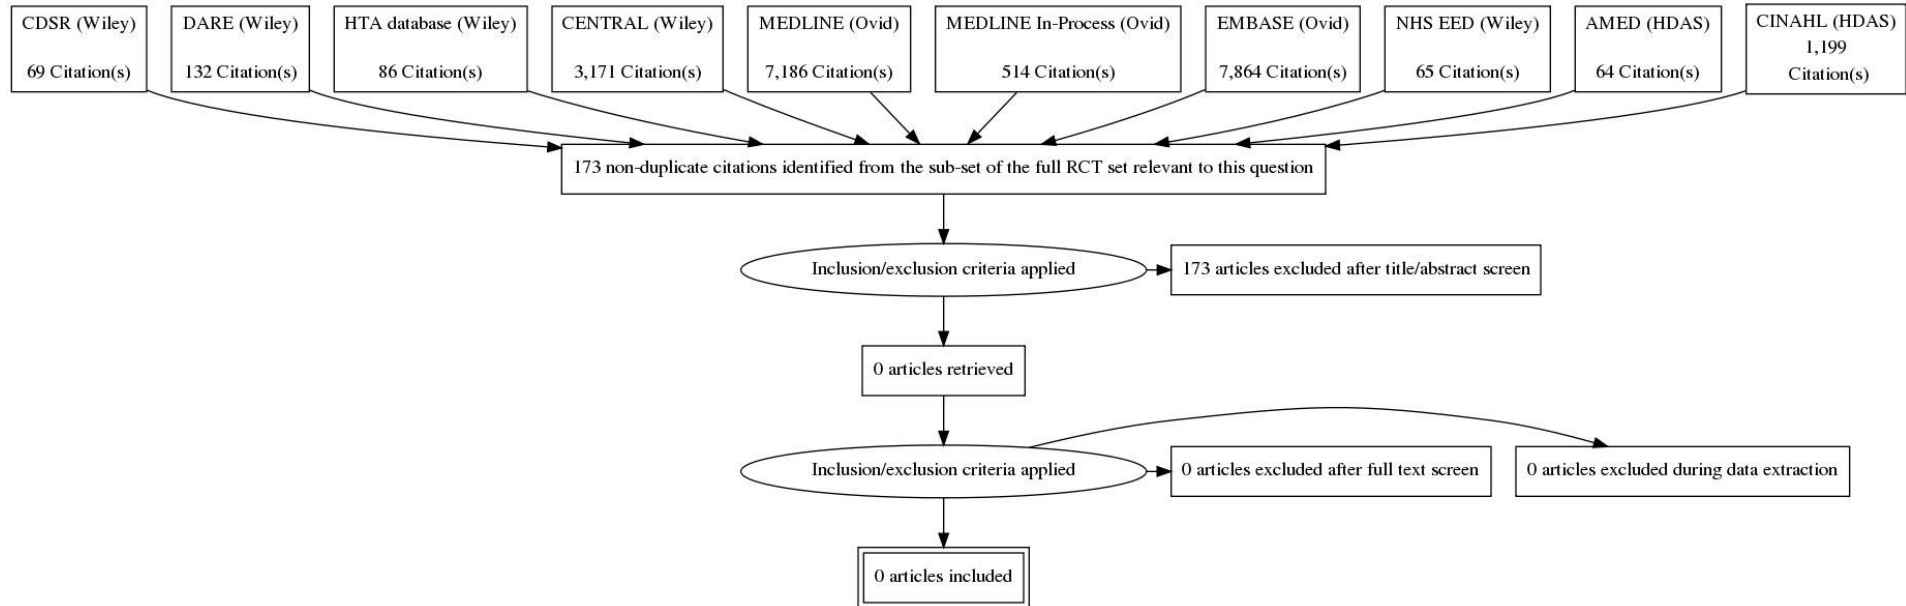 CDSR (Wiley)
69 Citation(s)
DARE (Wiley)
132 Citation(s)
HTA database (Wiley)
86 Citation(s)
CENTRAL (Wiley)
3,171 Citation(s)
MEDLINE (Ovid)
7,186 Citation(s)
MEDLINE In-Process (Ovid)
514 Citation(s)
EMBASE (Ovid)
7,864 Citation(s)
NHS EED (Wiley)
65 Citation(s)
AMED (HDAS)
64 Citation(s)
CINAHL (HDAS)
1,199
Citation(s)
173 non-duplicate citations identified from the sub-set of the full RCT set relevant to this question
Inclusion/exclusion criteria applied
173 articles excluded after title/abstract screen
0 articles retrieved
Inclusion/exclusion criteria applied
0 articles excluded after full text screen
0 articles excluded during data extraction
0 articles included